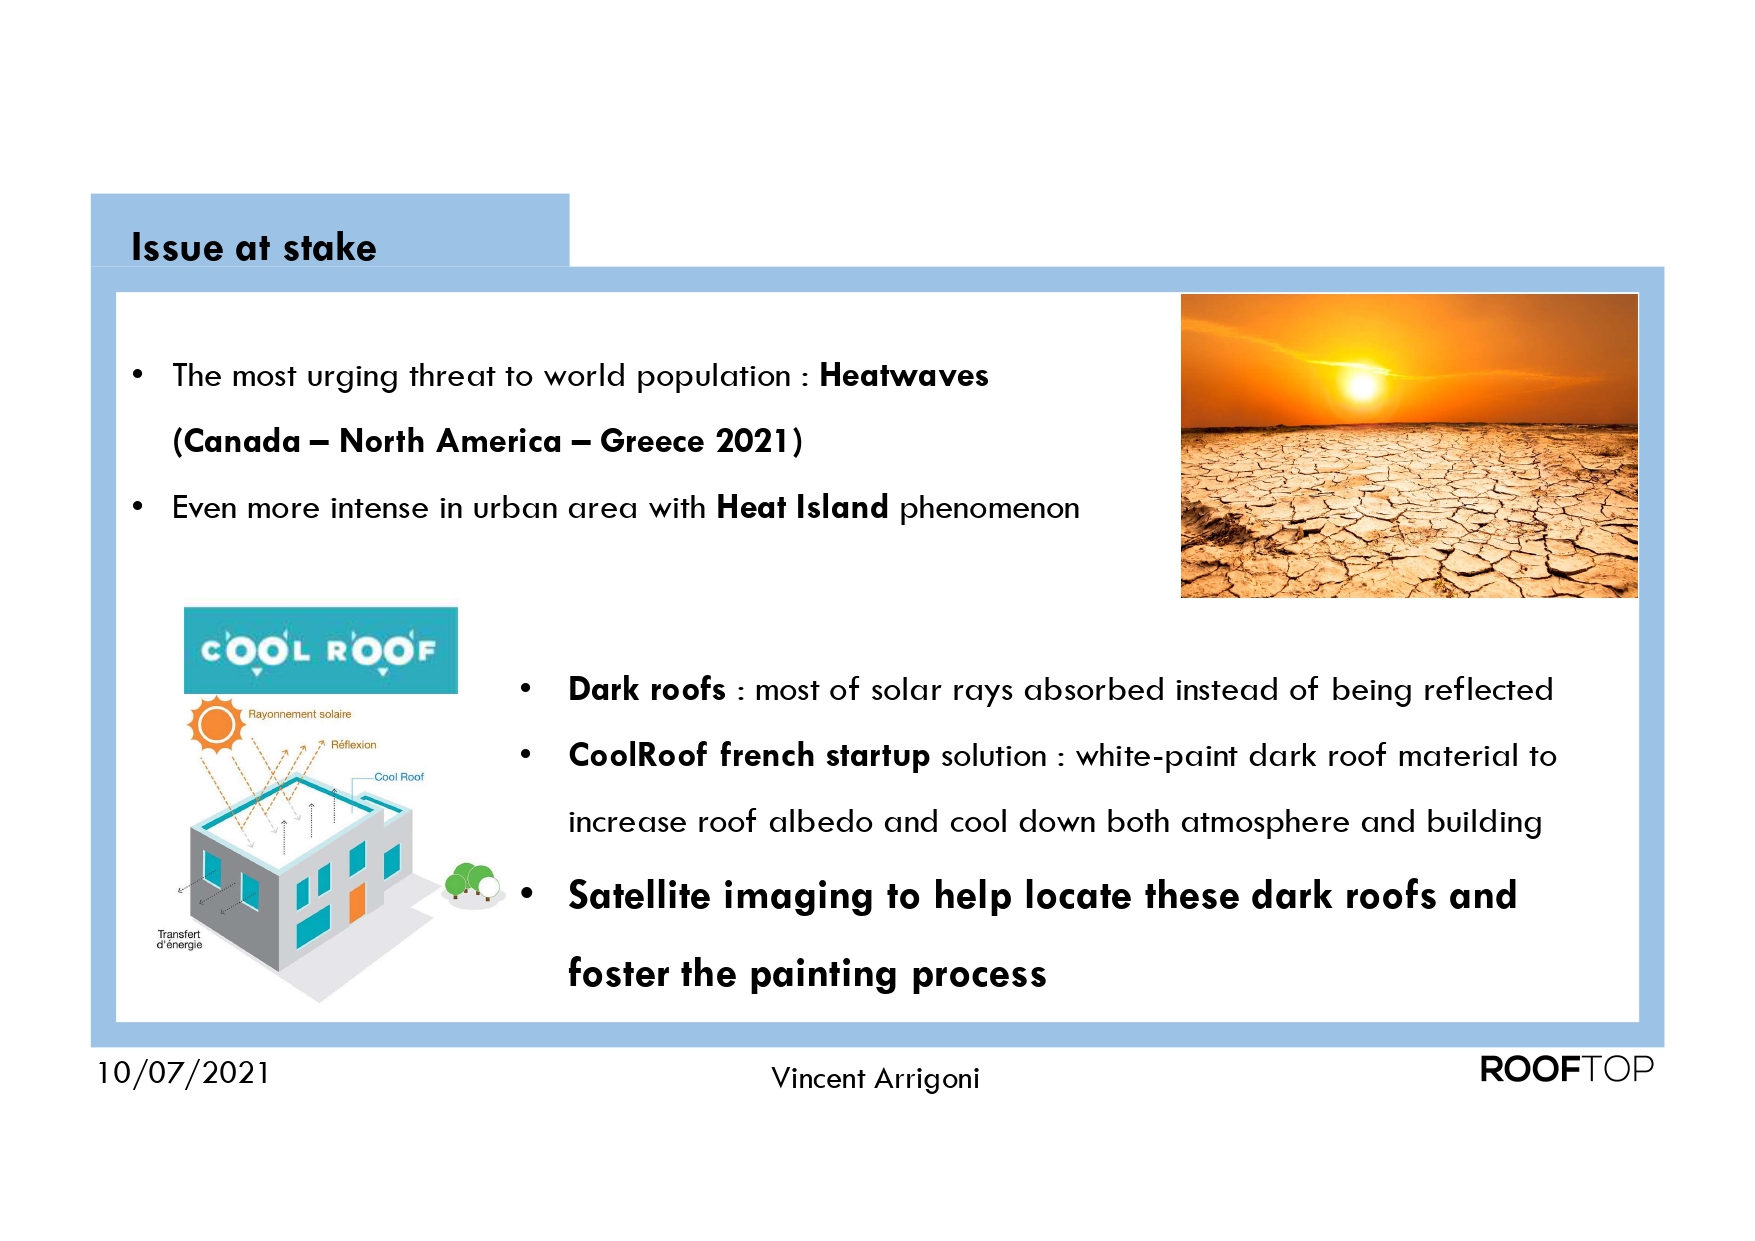 Issue at stake
• The most urging threat to world population : Heatwaves
(Canada – North America – Greece 2021)
• Even more intense in urban area with Heat Island phenomenon
COOL ROOF
Rayonnement solaire
Réflexion
Cool Roof
Transfert
d'énergie
• Dark roofs : most of solar rays absorbed instead of being reflected
• CoolRoof french startup solution : white-paint dark roof material to
increase roof albedo and cool down both atmosphere and building
• Satellite imaging to help locate these dark roofs and
foster the painting process
10/07/2021
Vincent Arrigoni
ROOFTOP